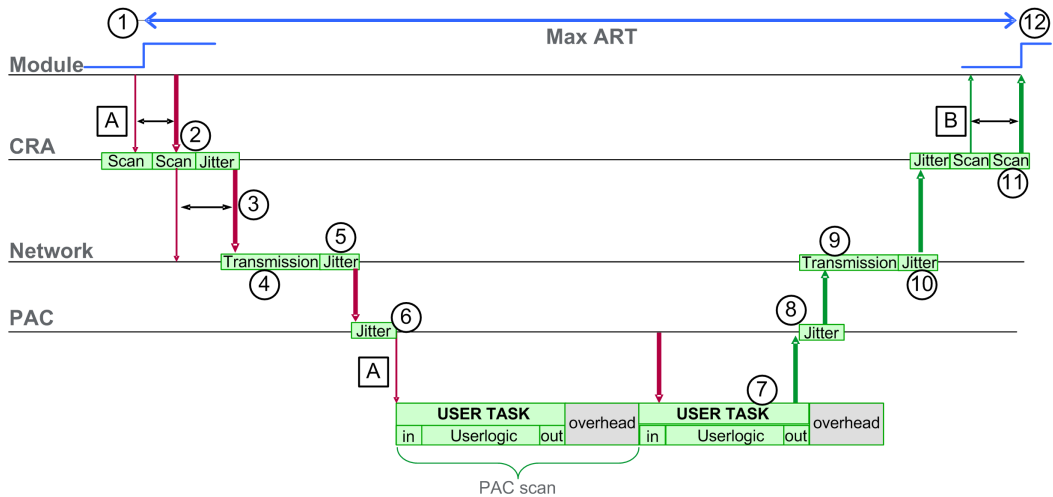 1
12
Max ART
Module
A
2
B
CRA
Scan Scan Jitter
Jitter Scan Scan
11
3
5
9
Network
Transmission Jitter
Transmission Jitter
4
10
6
8
PAC
Jitter
Jitter
A
7
USER TASK
overhead
USER TASK
overhead
in Userlogic out
in Userlogic out
PAC scan